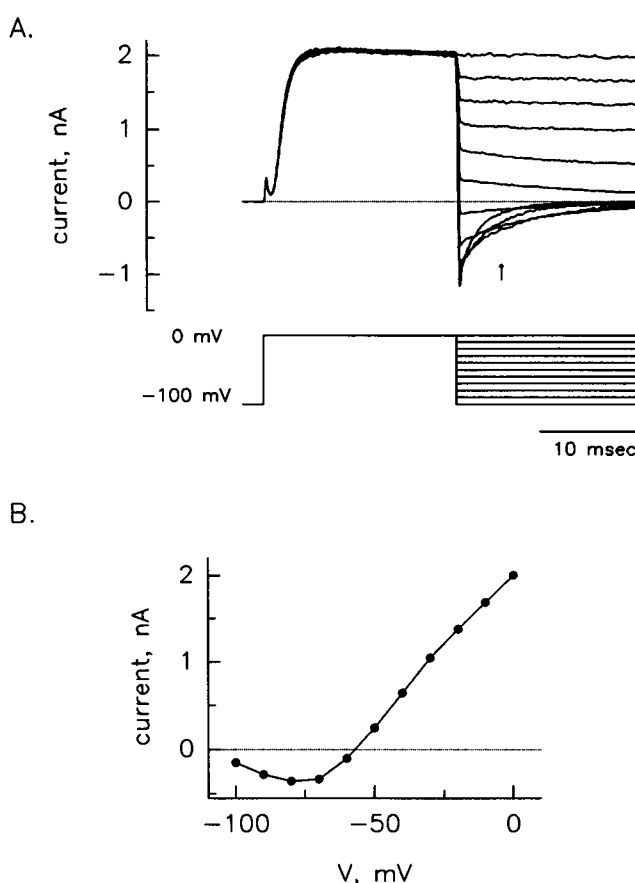 A.
2
1
0
−1
current, nA
0 mV
−100 mV
10 msec
B.
2
1
0
current, nA
−100
−50
0
V, mV